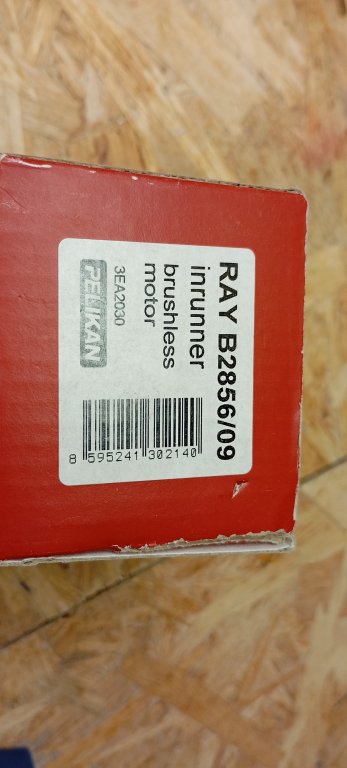 RAY B2856/09
inrunner
brushless
motor
3EA2030
PELIKAN
8 595241 302140